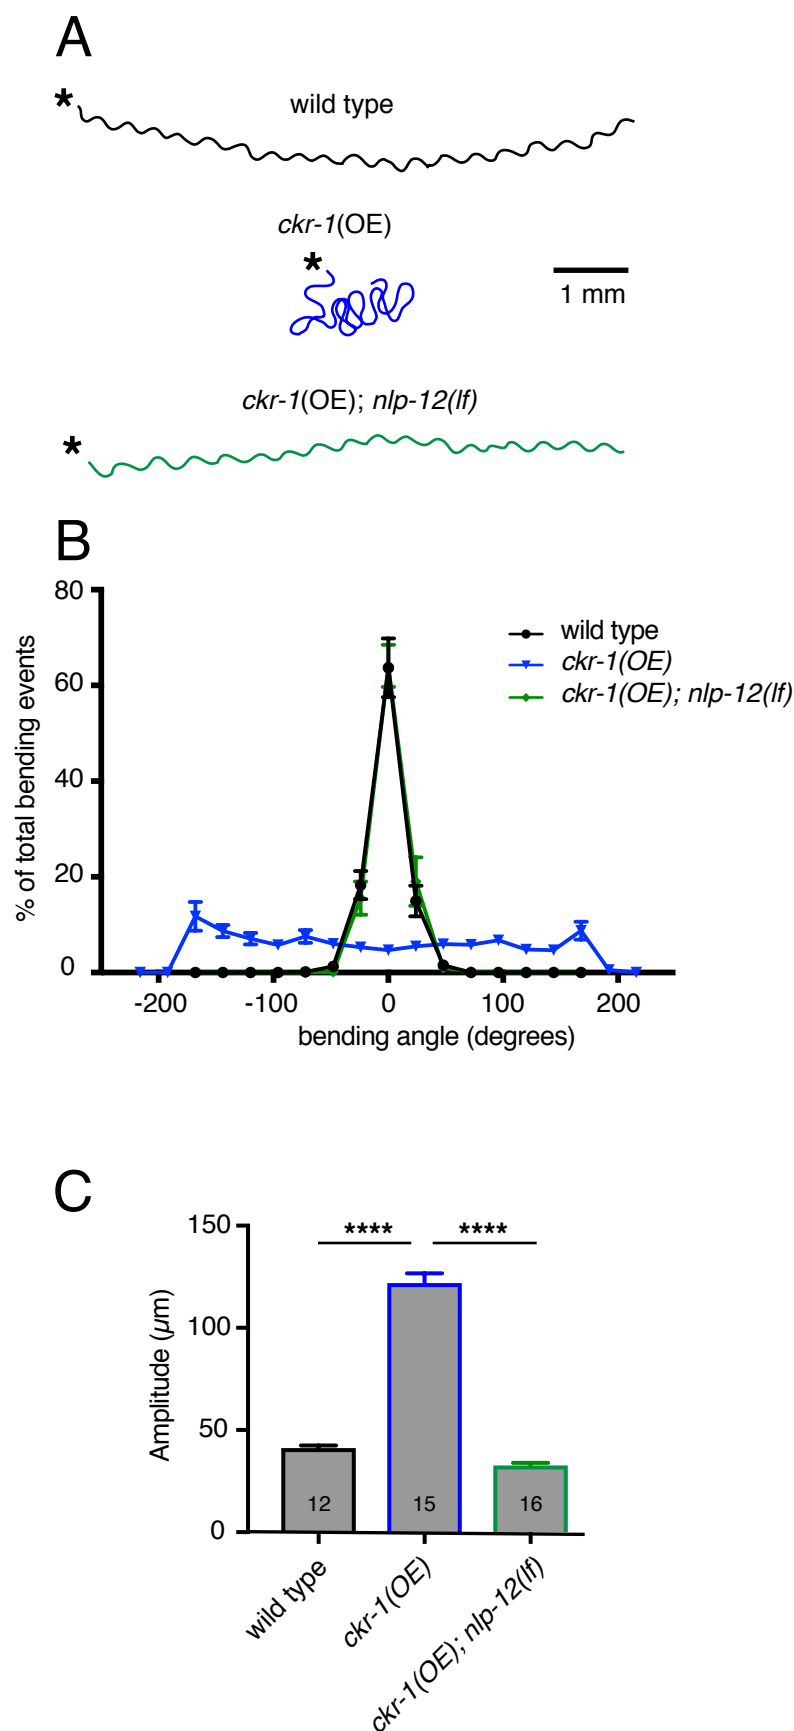 A
*
wild type
ckr-1(OE)
*
1 mm
ckr-1(OE); nlp-12(lf)
*
B
80
60
40
20
0
% of total bending events
wild type
ckr-1(OE)
ckr-1(OE); nlp-12(lf)
-200 -100 0 100 200
bending angle (degrees)
C
150
100
50
0
Amplitude (µm)
**** ****
12 15 16
wild type
ckr-1(OE)
ckr-1(OE); nlp-12(lf)